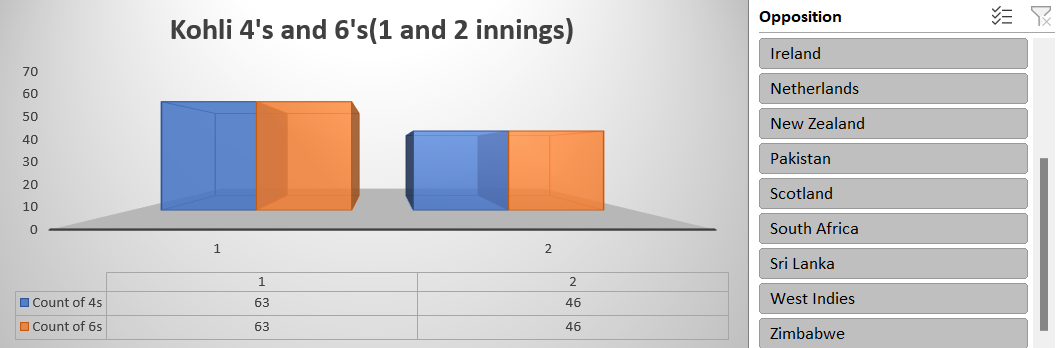 Kohli 4's and 6's(1 and 2 innings)
70
60
50
40
30
20
10
0
1 2
1 2
Count of 4s 63 46
Count of 6s 63 46
Opposition
Ireland
Netherlands
New Zealand
Pakistan
Scotland
South Africa
Sri Lanka
West Indies
Zimbabwe